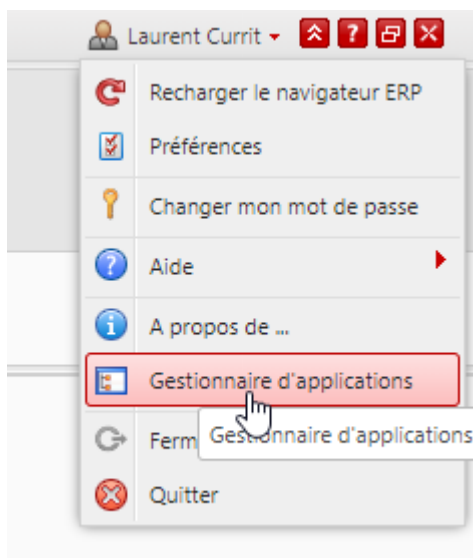 Laurent Currit
Recharger le navigateur ERP
Préférences
Changer mon mot de passe
Aide
A propos de ...
Gestionnaire d'applications
Gestionnaire d'applications
Quitter